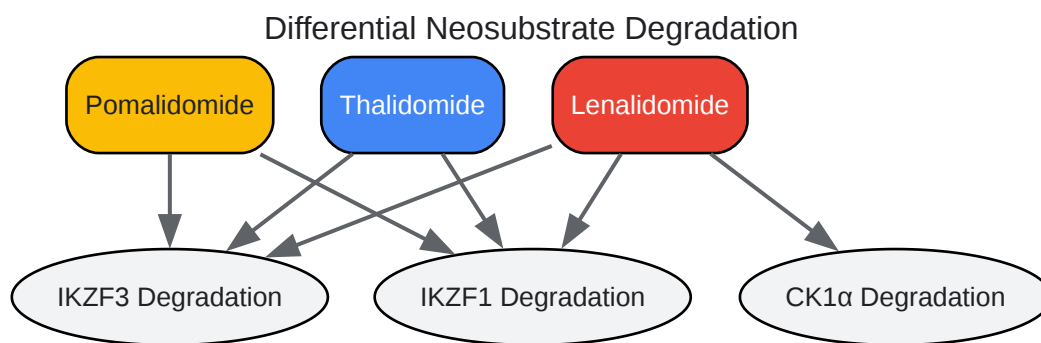 Differential Neosubstrate Degradation
Pomalidomide
Thalidomide
Lenalidomide
IKZF3 Degradation
IKZF1 Degradation
CK1α Degradation